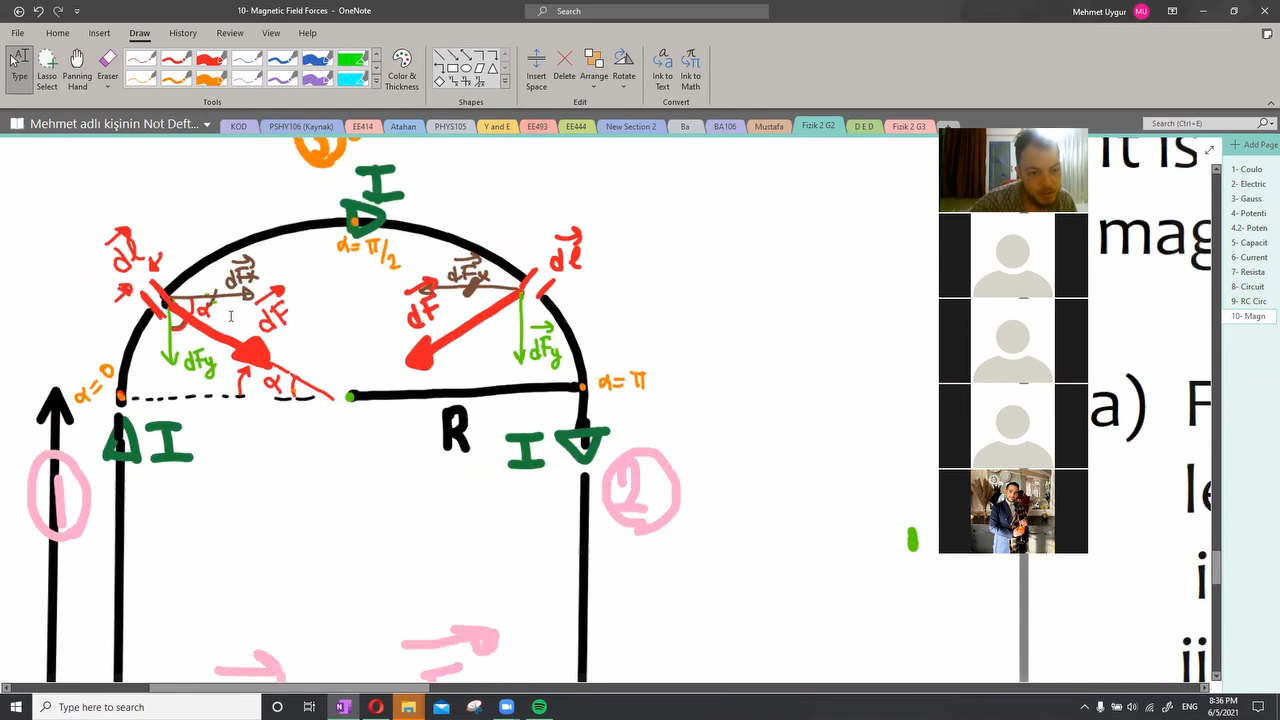 10- Magnetic Field Forces - OneNote
Search
Mehmet Uygur
MU
File Home Insert Draw History Review View Help
Type
Lasso Select
Panning Hand
Eraser
Color & Thickness
Insert Space
Delete
Arrange
Rotate
Ink to Text
Ink to Math
Tools
Shapes
Edit
Convert
Mehmet adlı kişinin Not Deft...
KOD
PSHY106 (Kaynak)
EE414
Atahan
PHYS105
Y and E
EE493
EE444
New Section 2
Ba
BA106
Mustafa
Fizik 2 G2
D E D
Fizik 2 G3
Search (Ctrl+E)
Add Page
1- Coulo
2- Electric
3- Gauss
4- Potenti
4.2- Poten
5- Capacit
6- Current
7- Resista
8- Circuit
9- RC Circ
10- Magn
it is
mag
a) F
le
i
ii
I
α = π/2
dl
dFx
α
dF
dFy
α
α = 0
I
dl
dFx
dF
dFy
α = π
R
I
1
2
Type here to search
ENG
8:36 PM
6/5/2021